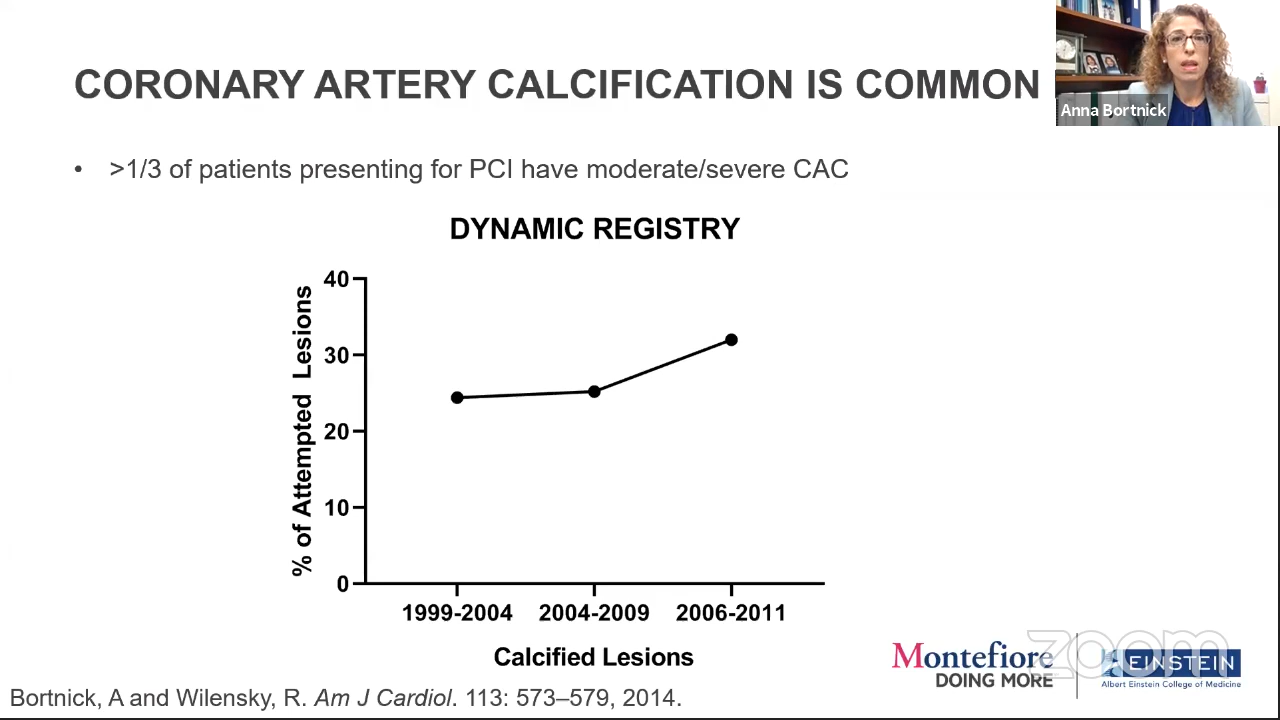 CORONARY ARTERY CALCIFICATION IS COMMON
Anna Bortnick
• >1/3 of patients presenting for PCI have moderate/severe CAC
DYNAMIC REGISTRY
% of Attempted Lesions
40
30
20
10
0
1999-2004 2004-2009 2006-2011
Calcified Lesions
zoom
Montefiore
DOING MORE
EINSTEIN
Albert Einstein College of Medicine
Bortnick, A and Wilensky, R. Am J Cardiol. 113: 573–579, 2014.